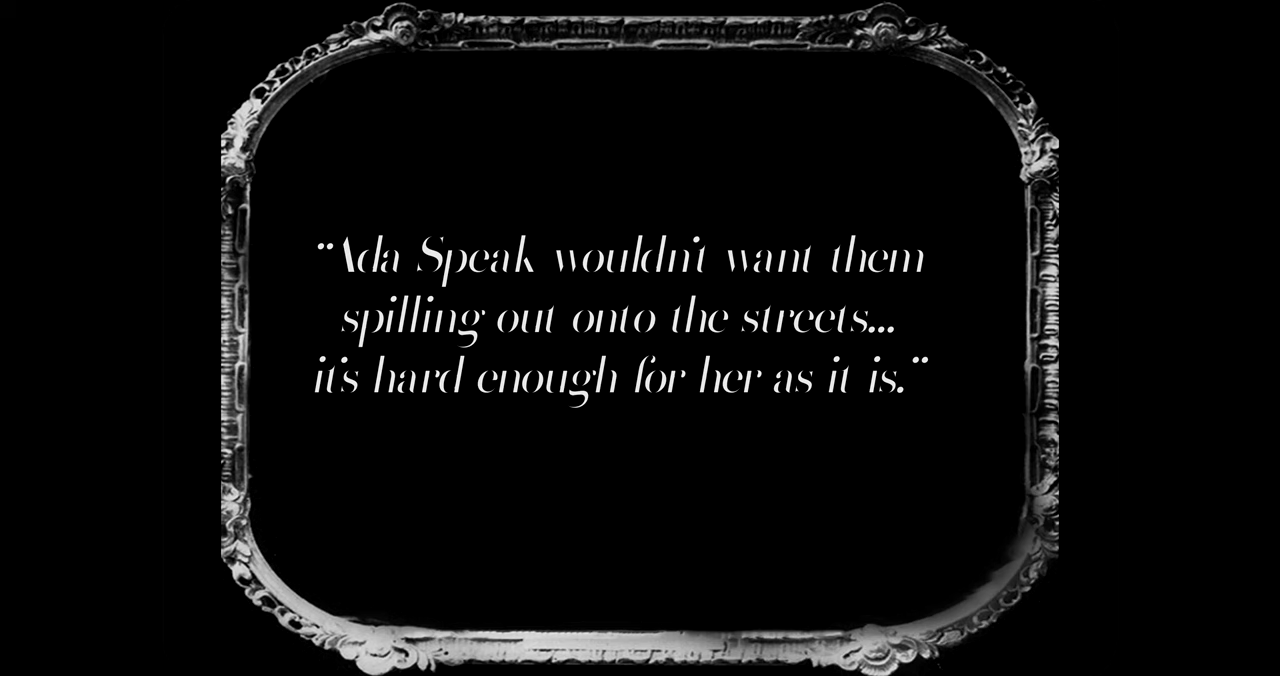 "Ada Speak wouldn't want them
spilling out onto the streets...
it's hard enough for her as it is."